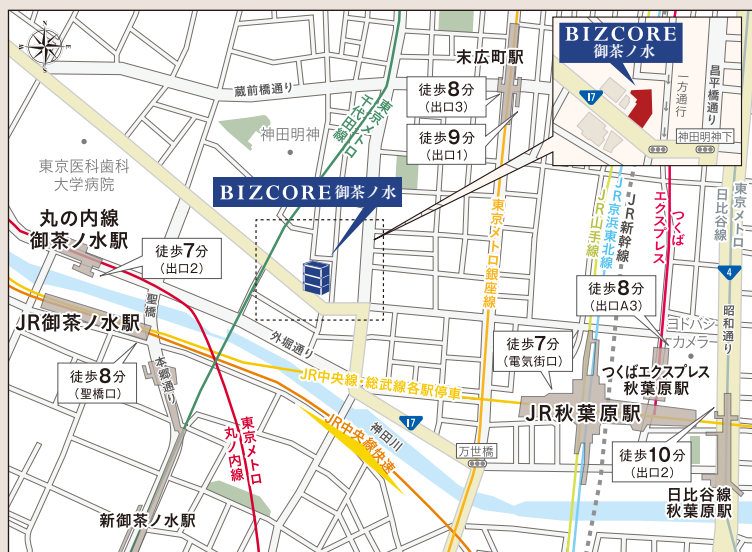 N
E
S
W
蔵前橋通り
末広町駅
徒歩8分
(出口3)
徒歩9分
(出口1)
東京メトロ
千代田線
神田明神
東京医科歯科
大学病院
BIZCORE
御茶ノ水
17
一方通行
昌平橋通り
神田明神下
BIZCORE御茶ノ水
丸の内線
御茶ノ水駅
徒歩7分
(出口2)
聖橋
JR御茶ノ水駅
徒歩8分
(聖橋口)
本郷通り
外堀通り
JR中央線・総武線各駅停車
JR中央線快速
神田川
17
万世橋
東京メトロ
丸ノ内線
新御茶ノ水駅
東京メトロ銀座線
JR山手線
JR京浜東北線
JR新幹線
つくば
エクスプレス
東京メトロ
日比谷線
4
昭和通り
徒歩8分
(出口A3)
ヨドバシ
カメラ
徒歩7分
(電気街口)
つくばエクスプレス
秋葉原駅
JR秋葉原駅
徒歩10分
(出口2)
日比谷線
秋葉原駅